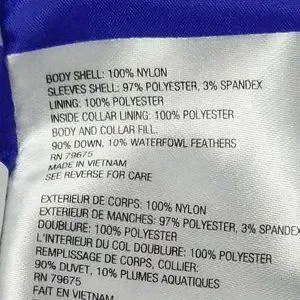 BODY SHELL: 100% NYLON
SLEEVES SHELL: 97% POLYESTER, 3% SPANDEX
LINING: 100% POLYESTER
INSIDE COLLAR LINING: 100% POLYESTER
BODY AND COLLAR FILL:
90% DOWN, 10% WATERFOWL FEATHERS
RN 79675
MADE IN VIETNAM
SEE REVERSE FOR CARE
EXTERIEUR DE CORPS: 100% NYLON
EXTERIEUR DE MANCHES: 97% POLYESTER, 3% SPANDEX
DOUBLURE: 100% POLYESTER
L'INTERIEUR DU COL DOUBLURE: 100% POLYESTER
REMPLISSAGE DE CORPS, COLLIER:
90% DUVET, 10% PLUMES AQUATIQUES
RN 79675
FAIT EN VIETNAM